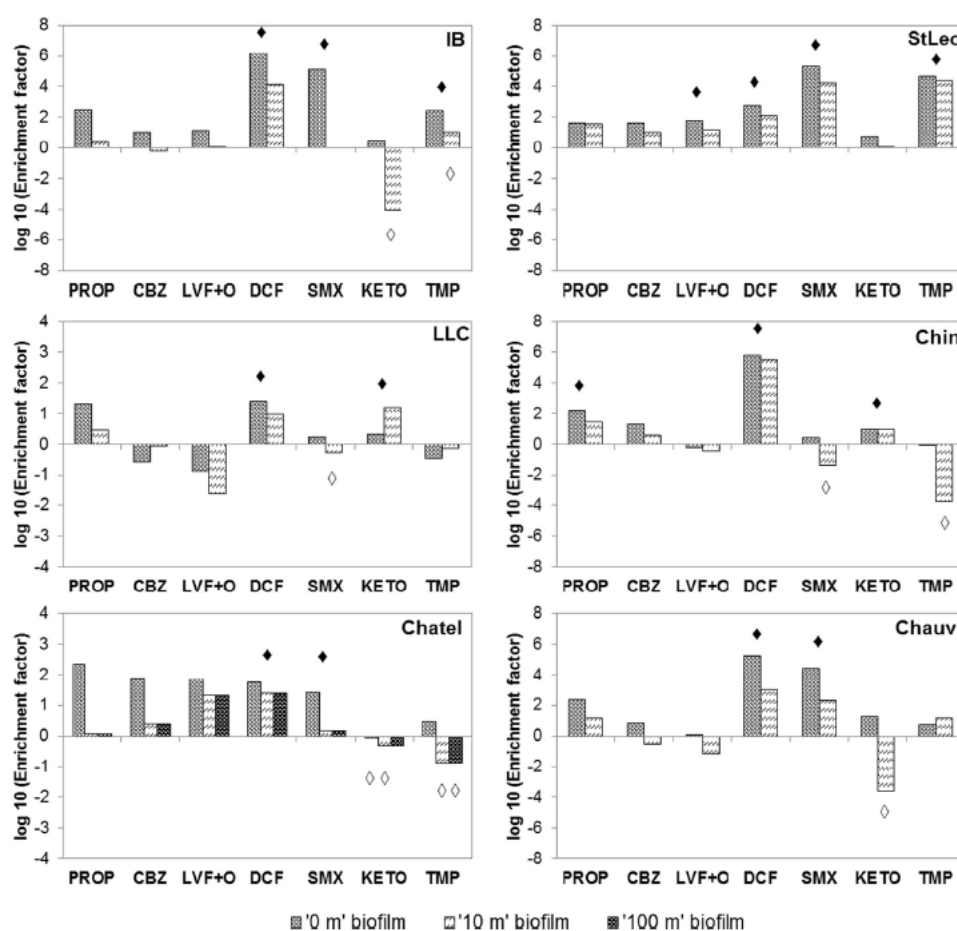 IB
log 10 (Enrichment factor)
8
6
4
2
0
-2
-4
-6
-8
PROP CBZ LVF+O DCF SMX KETO TMP
StLeo
log 10 (Enrichment factor)
8
6
4
2
0
-2
-4
-6
-8
PROP CBZ LVF+O DCF SMX KETO TMP
LLC
log 10 (Enrichment factor)
4
3
2
1
0
-1
-2
-3
-4
PROP CBZ LVF+O DCF SMX KETO TMP
Chin
log 10 (Enrichment factor)
8
6
4
2
0
-2
-4
-6
-8
PROP CBZ LVF+O DCF SMX KETO TMP
Chatel
log 10 (Enrichment factor)
4
3
2
1
0
-1
-2
-3
-4
PROP CBZ LVF+O DCF SMX KETO TMP
Chauv
log 10 (Enrichment factor)
8
6
4
2
0
-2
-4
-6
-8
PROP CBZ LVF+O DCF SMX KETO TMP
'0 m' biofilm '10 m' biofilm '100 m' biofilm